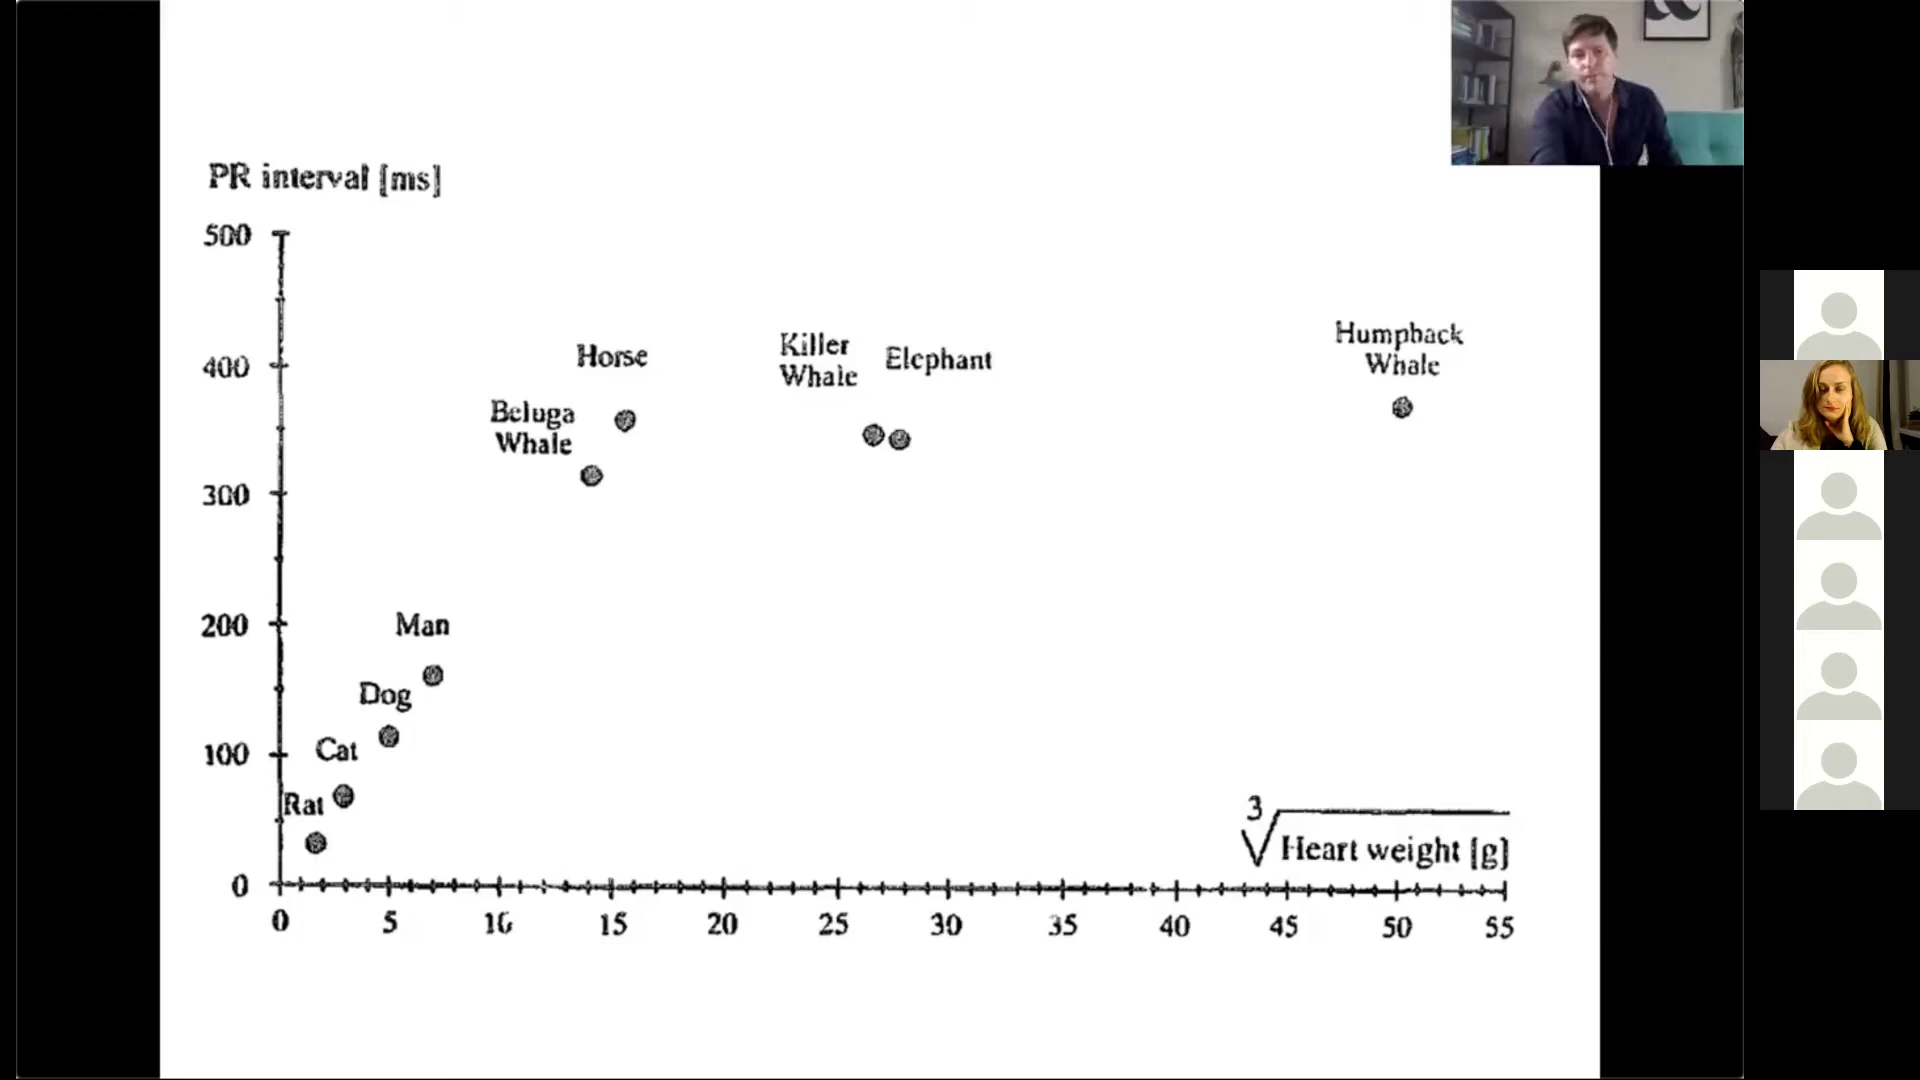 PR interval [ms]
500
400
300
200
100
0
Horse
Killer
Whale
Elephant
Humpback
Whale
Beluga
Whale
Man
Dog
Cat
Rat
3
√Heart weight [g]
0 5 10 15 20 25 30 35 40 45 50 55